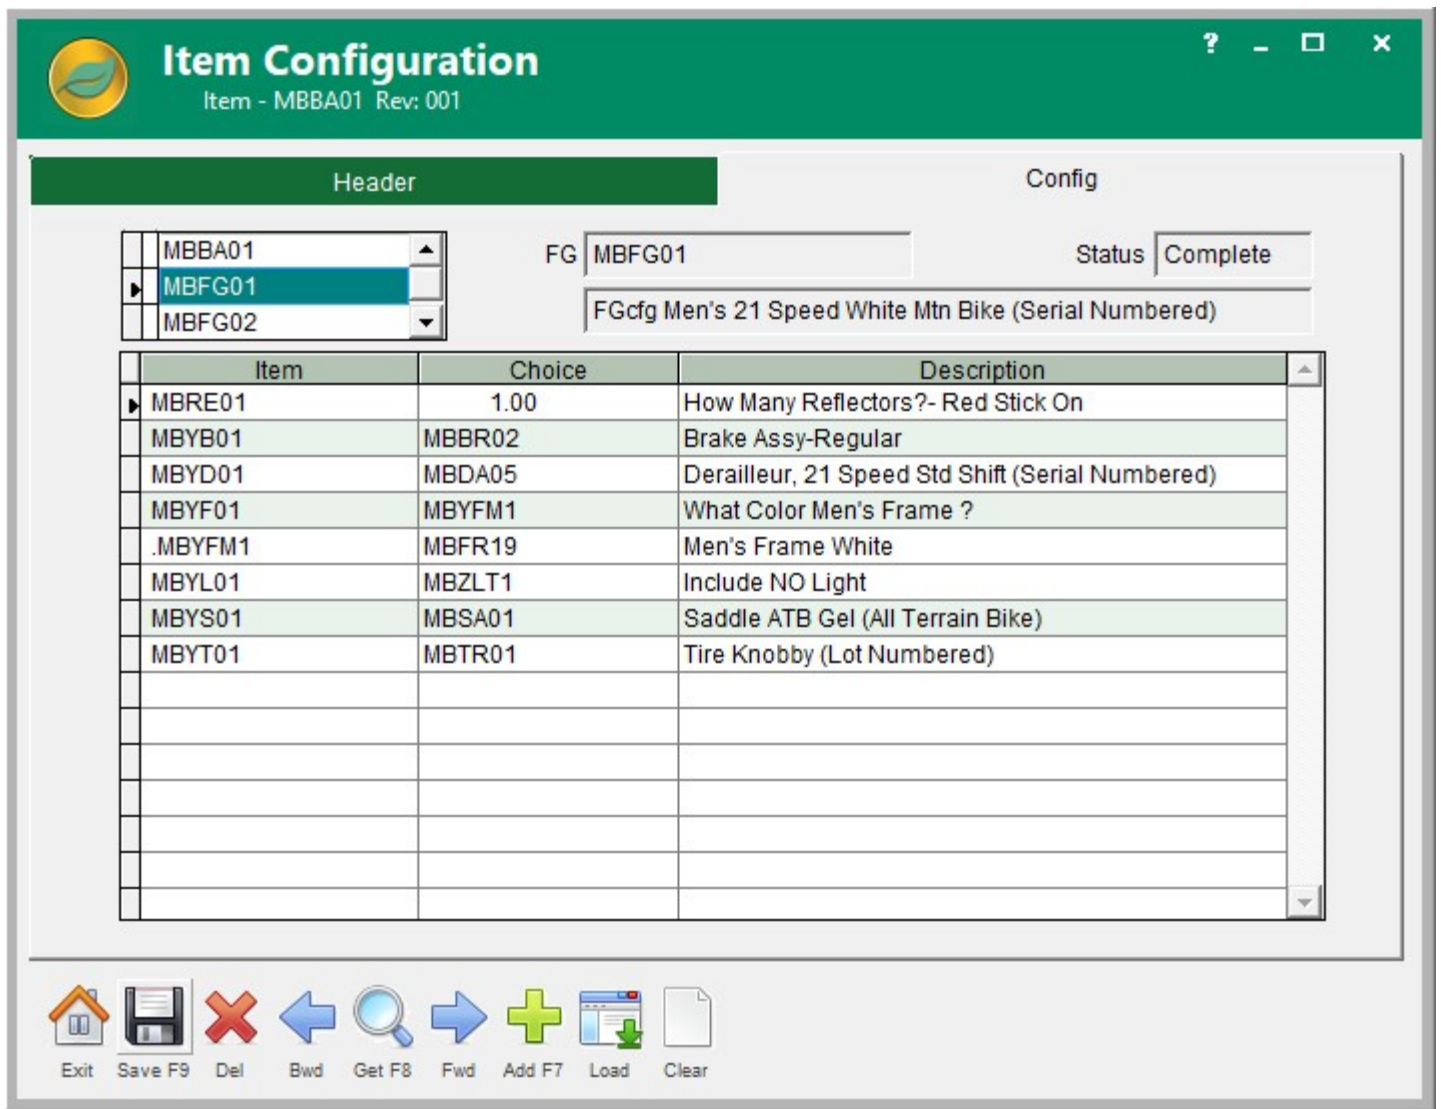 Item Configuration
Item - MBBA01 Rev: 001
? _ □ ×
Header Config
MBBA01
MBFG01
MBFG02
FG MBFG01 Status Complete
FGcfg Men's 21 Speed White Mtn Bike (Serial Numbered)
Item Choice Description
MBRE01 1.00 How Many Reflectors?- Red Stick On
MBYB01 MBBR02 Brake Assy-Regular
MBYD01 MBDA05 Derailleur, 21 Speed Std Shift (Serial Numbered)
MBYF01 MBYFM1 What Color Men's Frame ?
.MBYFM1 MBFR19 Men's Frame White
MBYL01 MBZLT1 Include NO Light
MBYS01 MBSA01 Saddle ATB Gel (All Terrain Bike)
MBYT01 MBTR01 Tire Knobby (Lot Numbered)
Exit Save F9 Del Bwd Get F8 Fwd Add F7 Load Clear